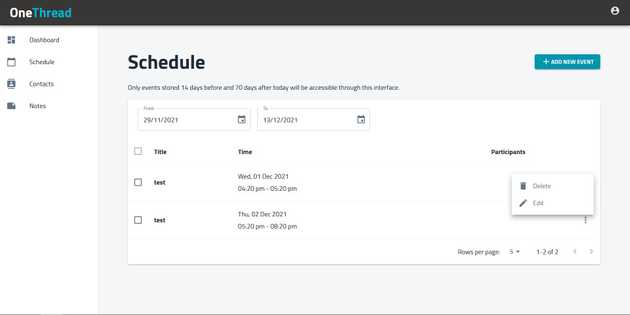 OneThread
Dashboard
Schedule
Contacts
Notes
Schedule
+ ADD NEW EVENT
Only events stored 14 days before and 70 days after today will be accessible through this interface.
From
29/11/2021
To
13/12/2021
Title Time Participants
test
Wed, 01 Dec 2021
04:20 pm - 05:20 pm
Delete
Edit
test
Thu, 02 Dec 2021
05:20 pm - 08:20 pm
Rows per page: 5 1-2 of 2